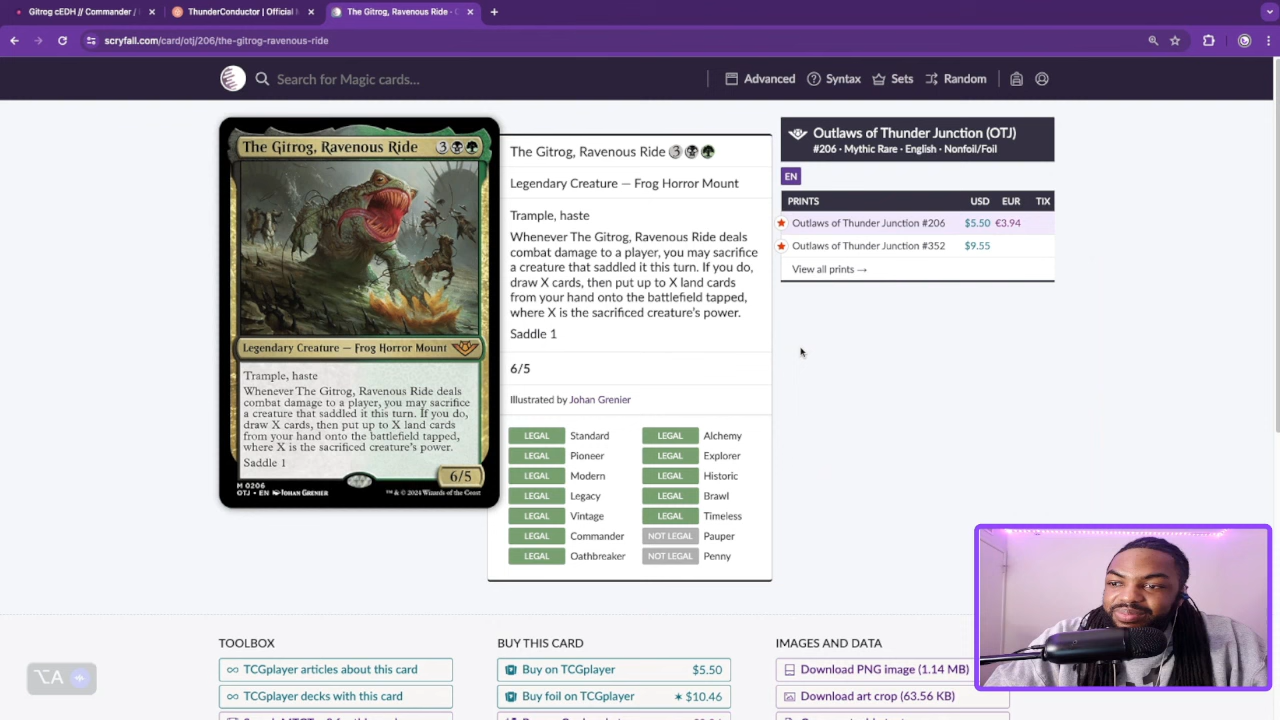 Gitrog cEDH // Commander /
ThunderConductor | Official
The Gitrog, Ravenous Ride ·
scryfall.com/card/otj/206/the-gitrog-ravenous-ride
Search for Magic cards...
Advanced
Syntax
Sets
Random
The Gitrog, Ravenous Ride 3
Legendary Creature — Frog Horror Mount
Trample, haste
Whenever The Gitrog, Ravenous Ride deals
combat damage to a player, you may sacrifice
a creature that saddled it this turn. If you do,
draw X cards, then put up to X land cards
from your hand onto the battlefield tapped,
where X is the sacrificed creature's power.
Saddle 1
6/5
M 0206
OTJ • EN Johan Grenier
™ & © 2024 Wizards of the Coast
The Gitrog, Ravenous Ride 3
Legendary Creature — Frog Horror Mount
Trample, haste
Whenever The Gitrog, Ravenous Ride deals
combat damage to a player, you may sacrifice
a creature that saddled it this turn. If you do,
draw X cards, then put up to X land cards
from your hand onto the battlefield tapped,
where X is the sacrificed creature's power.
Saddle 1
6/5
Illustrated by Johan Grenier
LEGAL Standard LEGAL Alchemy
LEGAL Pioneer LEGAL Explorer
LEGAL Modern LEGAL Historic
LEGAL Legacy LEGAL Brawl
LEGAL Vintage LEGAL Timeless
LEGAL Commander NOT LEGAL Pauper
LEGAL Oathbreaker NOT LEGAL Penny
Outlaws of Thunder Junction (OTJ)
#206 · Mythic Rare · English · Nonfoil/Foil
EN
PRINTS USD EUR TIX
Outlaws of Thunder Junction #206 $5.50 €3.94
Outlaws of Thunder Junction #352 $9.55
View all prints →
TOOLBOX
TCGplayer articles about this card
TCGplayer decks with this card
BUY THIS CARD
Buy on TCGplayer $5.50
Buy foil on TCGplayer ✶ $10.46
IMAGES AND DATA
Download PNG image (1.14 MB)
Download art crop (63.56 KB)
⌥A